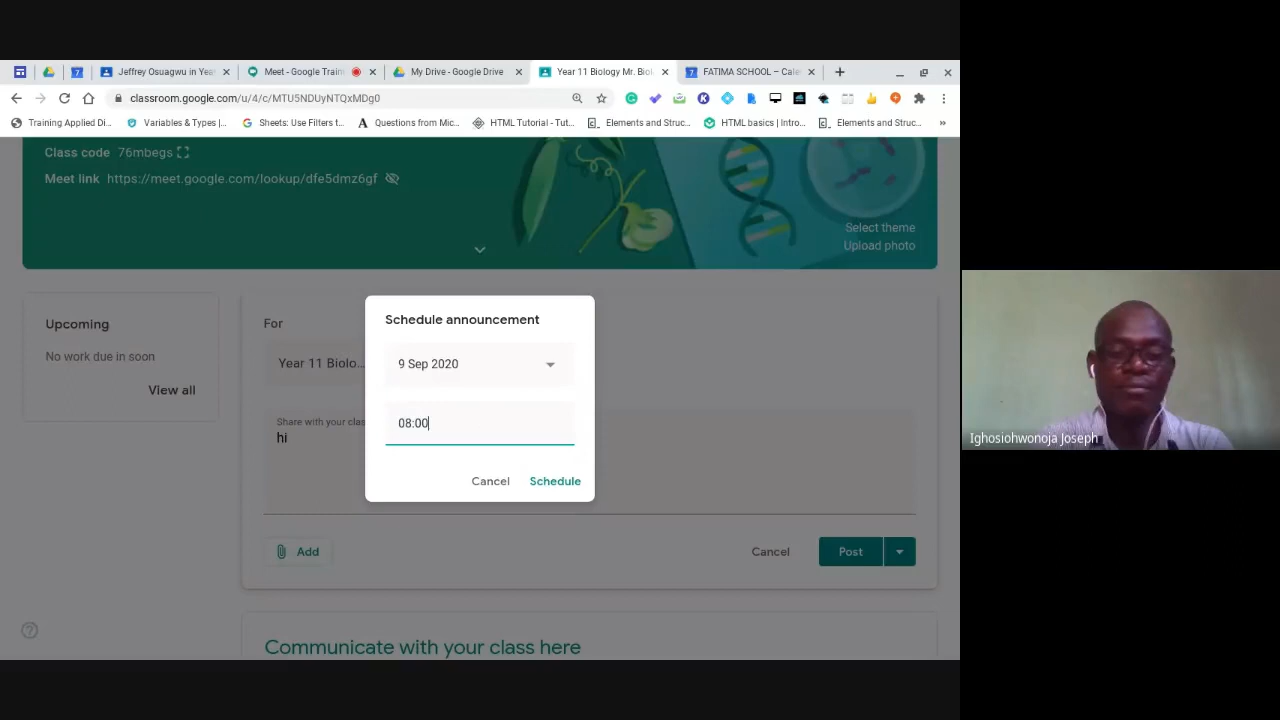 Jeffrey Osuagwu in Yea
Meet - Google Train
My Drive - Google Drive
Year 11 Biology Mr. Biol
FATIMA SCHOOL – Cale
classroom.google.com/u/4/c/MTU5NDUyNTQxMDg0
Training Applied Di...
Variables & Types |...
Sheets: Use Filters t...
Questions from Mic...
HTML Tutorial - Tut...
Elements and Struc...
HTML basics | Intro...
Elements and Struc...
Class code 76mbegs
Meet link https://meet.google.com/lookup/dfe5dmz6gf
Select theme
Upload photo
Upcoming
No work due in soon
View all
For
Year 11 Biolo...
Share with your clas
hi
Schedule announcement
9 Sep 2020
08:00
Cancel Schedule
Add
Cancel
Post
Communicate with your class here
Ighosiohwonoja Joseph